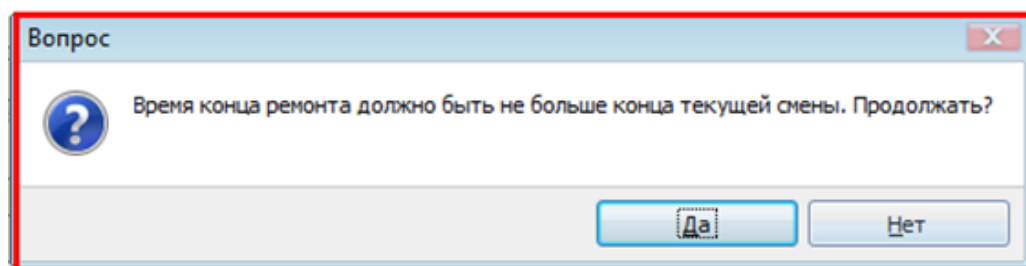 Вопрос
Время конца ремонта должно быть не больше конца текущей смены. Продолжать?
Да
Нет